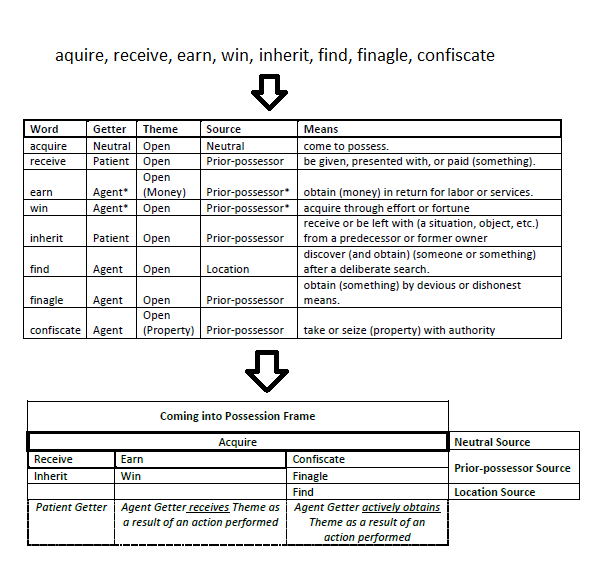 aquire, receive, earn, win, inherit, find, finagle, confiscate
Word Getter Theme Source Means
acquire Neutral Open Neutral come to possess.
receive Patient Open Prior-possessor be given, presented with, or paid (something).
Open
earn Agent* (Money) Prior-possessor* obtain (money) in return for labor or services.
win Agent* Open Prior-possessor* acquire through effort or fortune
receive or be left with (a situation, object, etc.)
inherit Patient Open Prior-possessor from a predecessor or former owner
discover (and obtain) (someone or something)
find Agent Open Location after a deliberate search.
obtain (something) by devious or dishonest
finagle Agent Open Prior-possessor means.
Open
confiscate Agent (Property) Prior-possessor take or seize (property) with authority
Coming into Possession Frame
Acquire Neutral Source
Receive Earn Confiscate
Prior-possessor Source
Inherit Win Finagle
Find Location Source
Patient Getter Agent Getter receives Theme as Agent Getter actively obtains
a result of an action performed Theme as a result of an
action performed